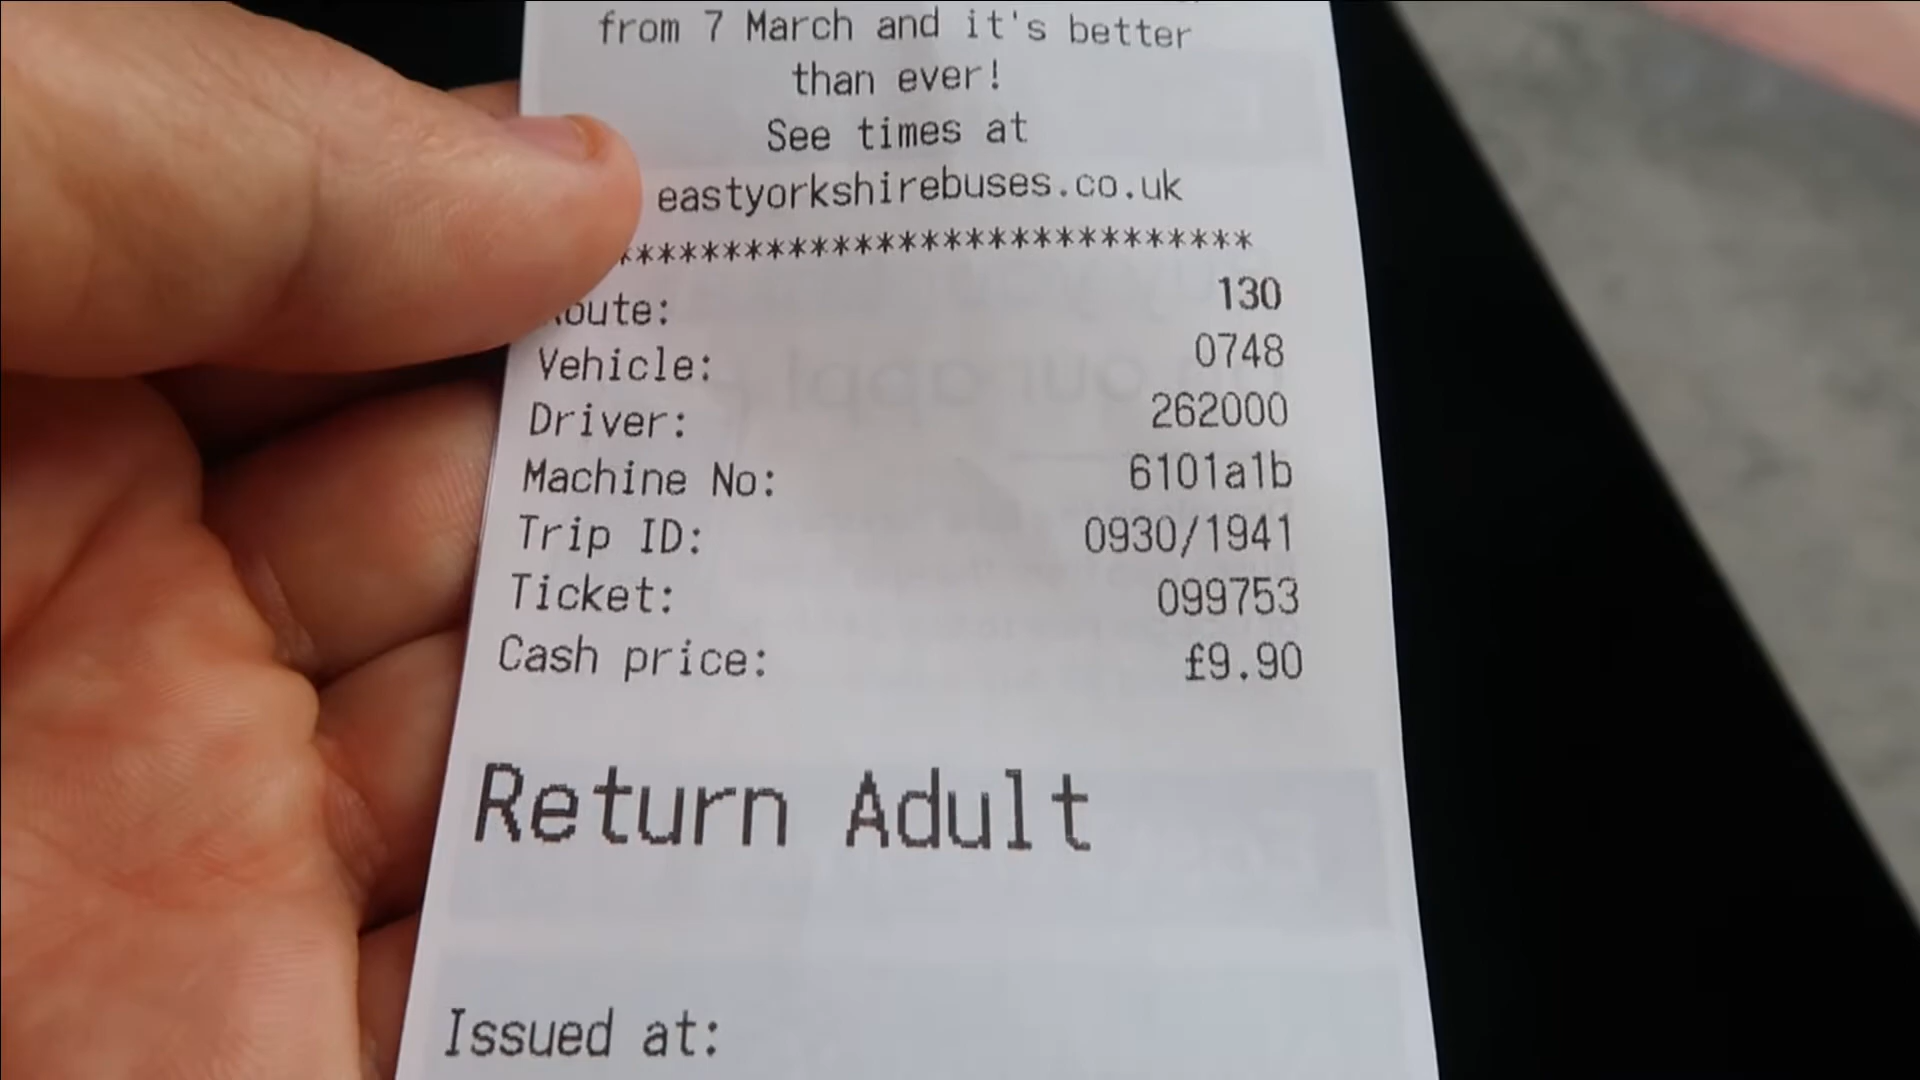 from 7 March and it's better
than ever!
See times at
eastyorkshirebuses.co.uk
*****************************
oute: 130
Vehicle: 0748
Driver: 262000
Machine No: 6101a1b
Trip ID: 0930/1941
Ticket: 099753
Cash price: £9.90
Return Adult
Issued at: